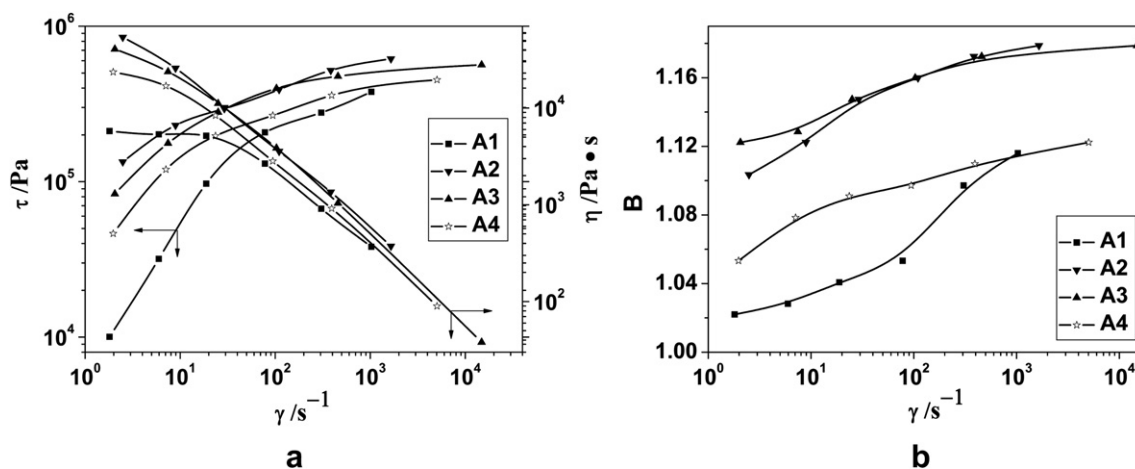 10^6
10^5
10^4
τ /Pa
10^0 10^1 10^2 10^3 10^4
γ /s^-1
10^4
10^3
10^2
η /Pa • s
A1
A2
A3
A4
a
1.16
1.12
1.08
1.04
1.00
B
10^0 10^1 10^2 10^3 10^4
γ /s^-1
A1
A2
A3
A4
b